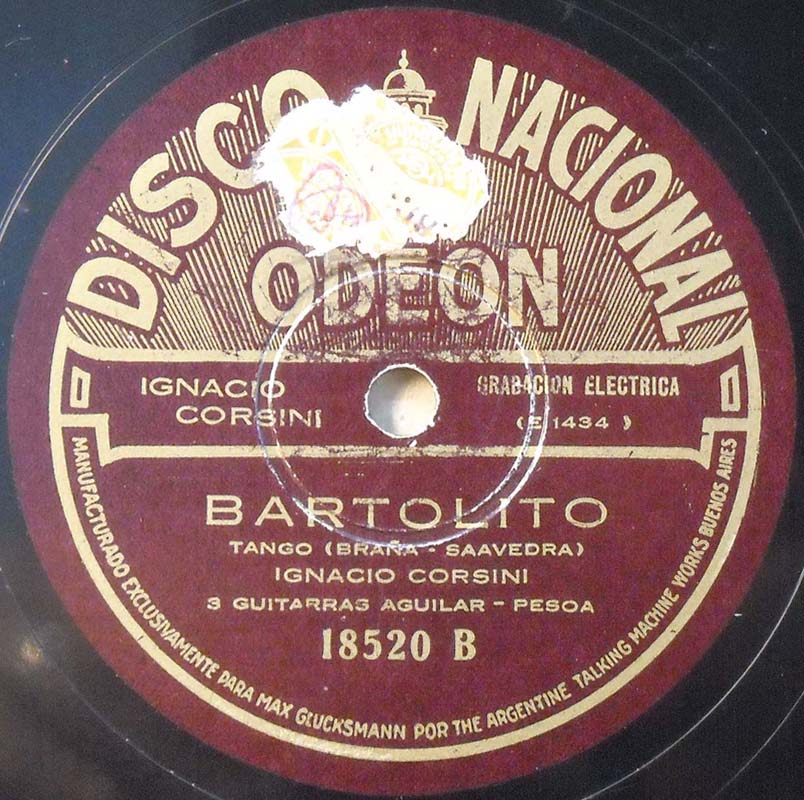 DISCO NACIONAL
ODEON
IGNACIO
CORSINI
GRABACION ELECTRICA
(E 1434 )
BARTOLITO
TANGO (BRAÑA - SAAVEDRA)
IGNACIO CORSINI
3 GUITARRAS AGUILAR - PESOA
18520 B
MANUFACTURADO EXCLUSIVAMENTE PARA MAX GLUCKSMANN POR THE ARGENTINE TALKING MACHINE WORKS BUENOS AIRES